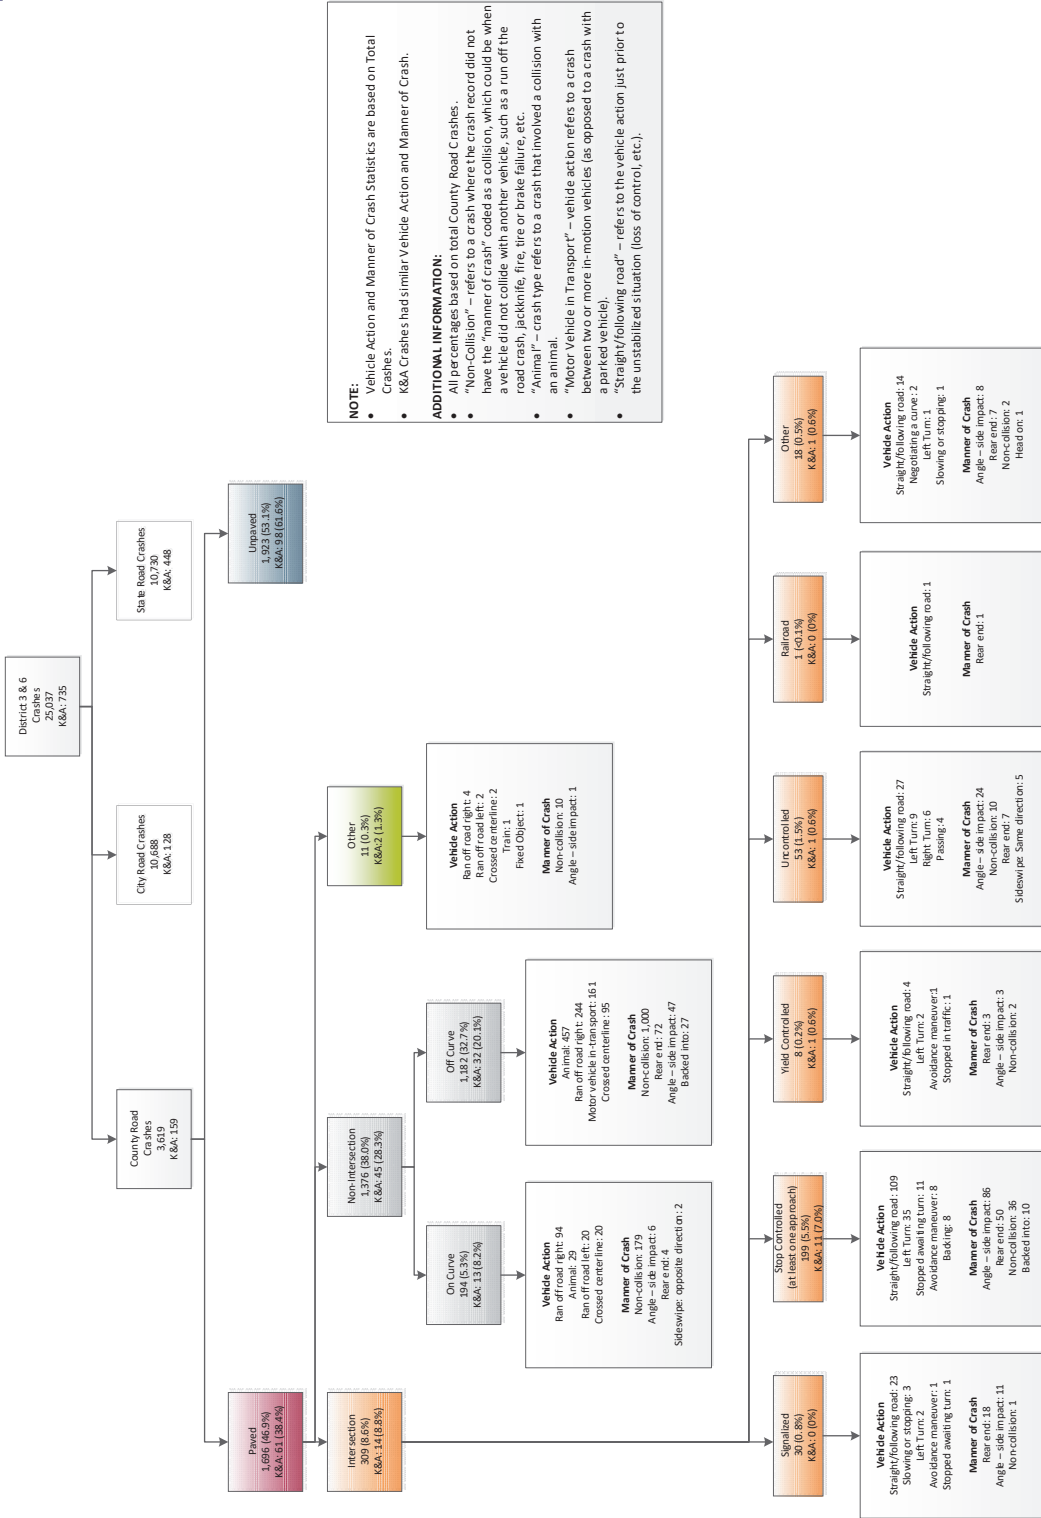 District 3 & 6
Crashes
25,037
K&A: 735
County Road
Crashes
3,619
K&A: 159
City Road Crashes
10,688
K&A: 128
State Road Crashes
10,730
K&A: 448
Paved
1,696 (46.9%)
K&A: 61 (38.4%)
Unpaved
1,923 (53.1%)
K&A: 98 (61.6%)
Intersection
309 (8.6%)
K&A: 14 (8.8%)
Non-Intersection
1,376 (38.0%)
K&A: 45 (28.3%)
Other
11 (0.3%)
K&A:2 (1.3%)
On Curve
194 (5.3%)
K&A: 13 (8.2%)
Off Curve
1,182 (32.7%)
K&A: 32 (20.1%)
Vehicle Action
Ran off road right: 4
Ran off road left: 2
Crossed centerline: 2
Train: 1
Fixed Object: 1
Manner of Crash
Non-collision: 10
Angle – side impact: 1
Vehicle Action
Ran off road right: 94
Animal: 29
Ran off road left: 20
Crossed centerline: 20
Manner of Crash
Non-collision: 179
Angle – side impact: 6
Rear end: 4
Sideswipe: opposite direction: 2
Vehicle Action
Animal: 457
Ran off road right: 244
Motor vehicle in-transport: 161
Crossed centerline: 95
Manner of Crash
Non-collision: 1,000
Rear end: 72
Angle – side impact: 47
Backed into: 27
NOTE:
• Vehicle Action and Manner of Crash Statistics are based on Total
Crashes.
• K&A Crashes had similar Vehicle Action and Manner of Crash.
ADDITIONAL INFORMATION:
• All percentages based on total County Road Crashes.
• "Non-Collision" – refers to a crash where the crash record did not
have the "manner of crash" coded as a collision, which could be when
a vehicle did not collide with another vehicle, such as a run off the
road crash, jackknife, fire, tire or brake failure, etc.
• "Animal" – crash type refers to a crash that involved a collision with
an animal.
• "Motor Vehicle in Transport" – vehicle action refers to a crash
between two or more in-motion vehicles (as opposed to a crash with
a parked vehicle).
• "Straight/following road" – refers to the vehicle action just prior to
the unstabilized situation (loss of control, etc.).
Signalized
30 (0.8%)
K&A: 0 (0%)
Stop Controlled
(at least one approach)
199 (5.5%)
K&A: 11 (7.0%)
Yield Controlled
8 (0.2%)
K&A: 1 (0.6%)
Uncontrolled
53 (1.5%)
K&A: 1 (0.6%)
Railroad
1 (<0.1%)
K&A: 0 (0%)
Other
18 (0.5%)
K&A: 1 (0.6%)
Vehicle Action
Straight/following road: 23
Slowing or stopping: 3
Left Turn: 2
Avoidance maneuver: 1
Stopped awaiting turn: 1
Manner of Crash
Rear end: 18
Angle – side impact: 11
Non-collision: 1
Vehicle Action
Straight/following road: 109
Left Turn: 35
Stopped awaiting turn: 11
Avoidance maneuver: 8
Backing: 8
Manner of Crash
Angle – side impact: 86
Rear end: 50
Non-collision: 36
Backed into: 10
Vehicle Action
Straight/following road: 4
Left Turn: 2
Avoidance maneuver:1
Stopped in traffic: 1
Manner of Crash
Rear end: 3
Angle – side impact: 3
Non-collision: 2
Vehicle Action
Straight/following road: 27
Left Turn: 9
Right Turn: 6
Passing: 4
Manner of Crash
Angle – side impact: 24
Non-collision: 10
Rear end: 7
Sideswipe: Same direction: 5
Vehicle Action
Straight/following road: 1
Manner of Crash
Rear end: 1
Vehicle Action
Straight/following road: 14
Negotiating a curve: 2
Left Turn: 1
Slowing or stopping: 1
Manner of Crash
Angle – side impact: 8
Rear end: 7
Non-collision: 2
Head on: 1